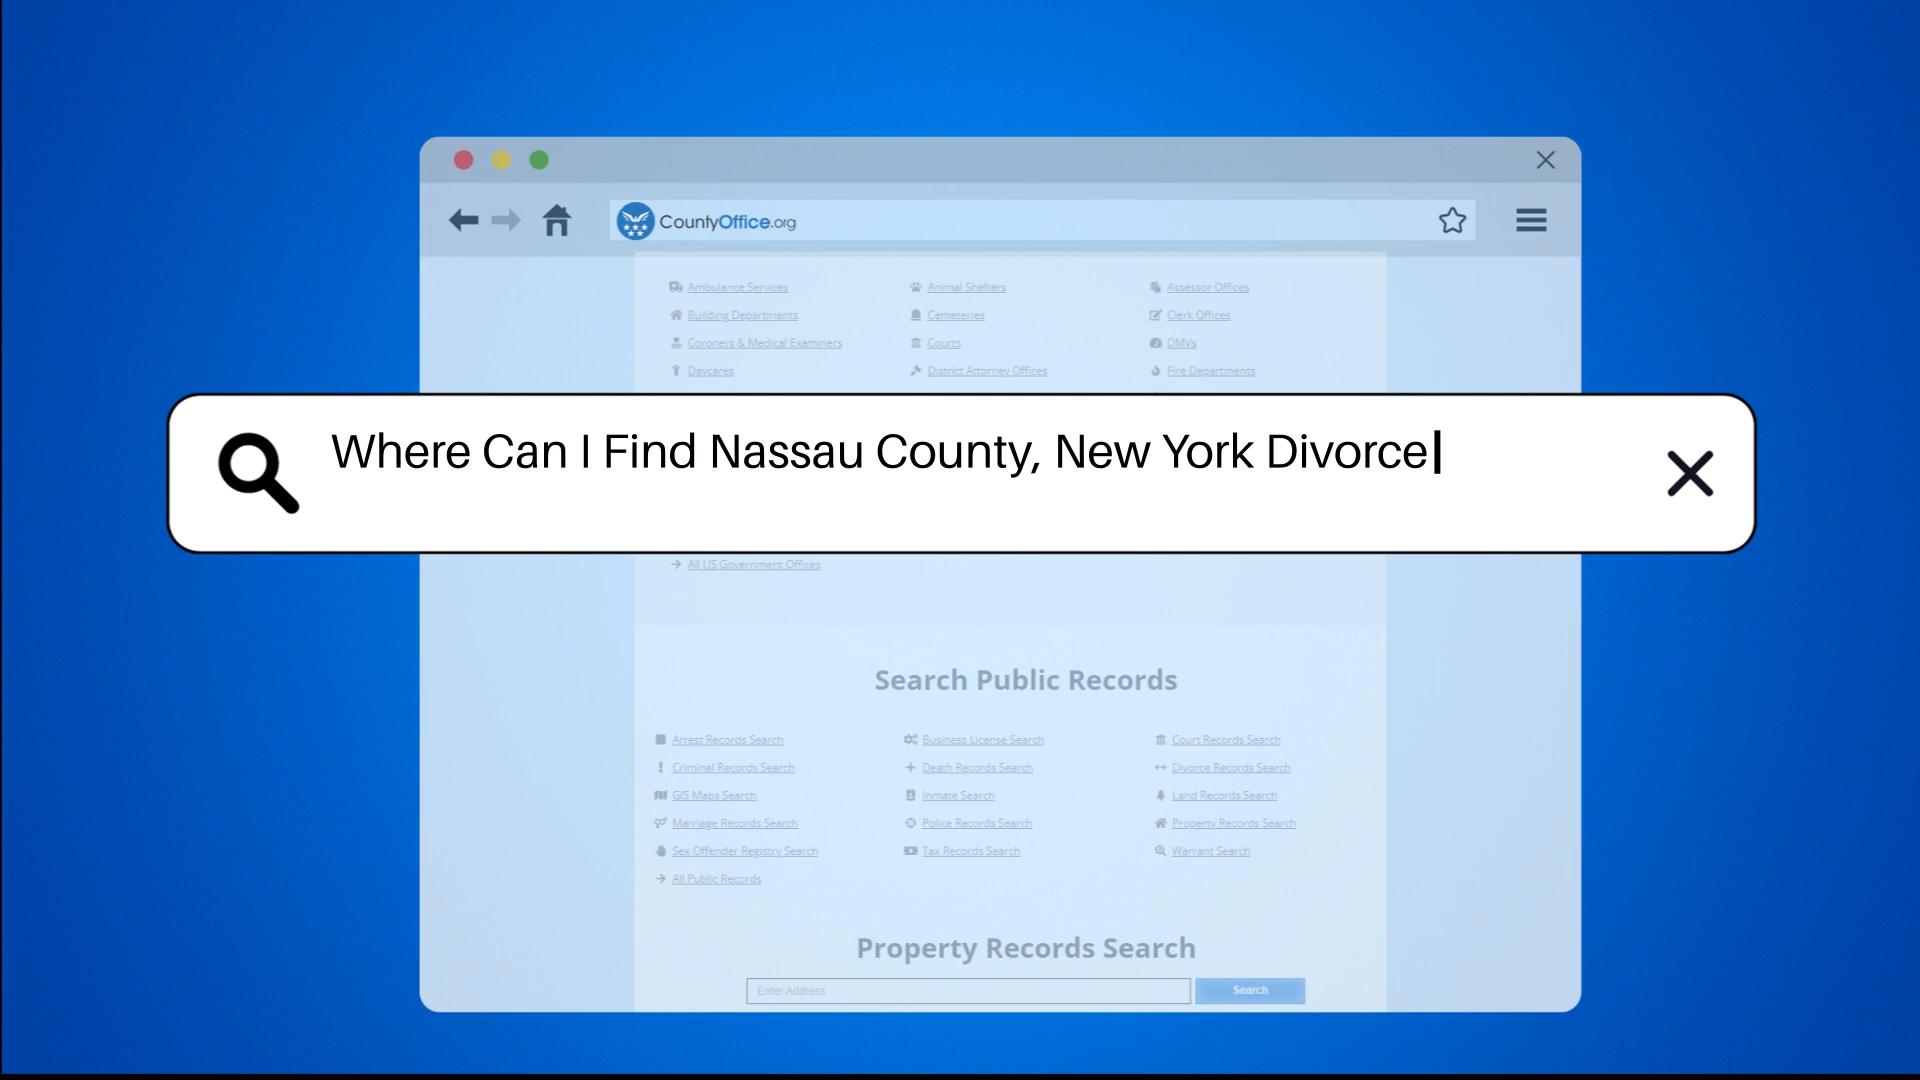 CountyOffice.org
Ambulance Services Animal Shelters Assessor Offices
Building Departments Cemeteries Clerk Offices
Coroners & Medical Examiners Courts DMVs
Daycares District Attorney Offices Fire Departments
Where Can I Find Nassau County, New York Divorce
All US Government Offices
Search Public Records
Arrest Records Search Business License Search Court Records Search
Criminal Records Search Death Records Search Divorce Records Search
GIS Maps Search Inmate Search Land Records Search
Marriage Records Search Police Records Search Property Records Search
Sex Offender Registry Search Tax Records Search Warrant Search
All Public Records
Property Records Search
Enter Address Search